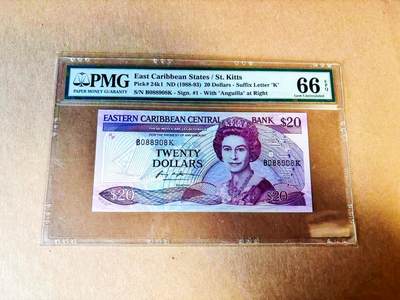 PMG
PAPER MONEY GUARANTY
East Caribbean States / St. Kitts
Pick# 24k1 ND (1988-93) 20 Dollars - Suffix Letter 'K'
S/N B088908K - Sign. #1 - With "Anguilla" at Right
66 EPQ
Gem Uncirculated
EASTERN CARIBBEAN CENTRAL BANK
$20
B088908K
B088908K
TWENTY
DOLLARS
$20
$20